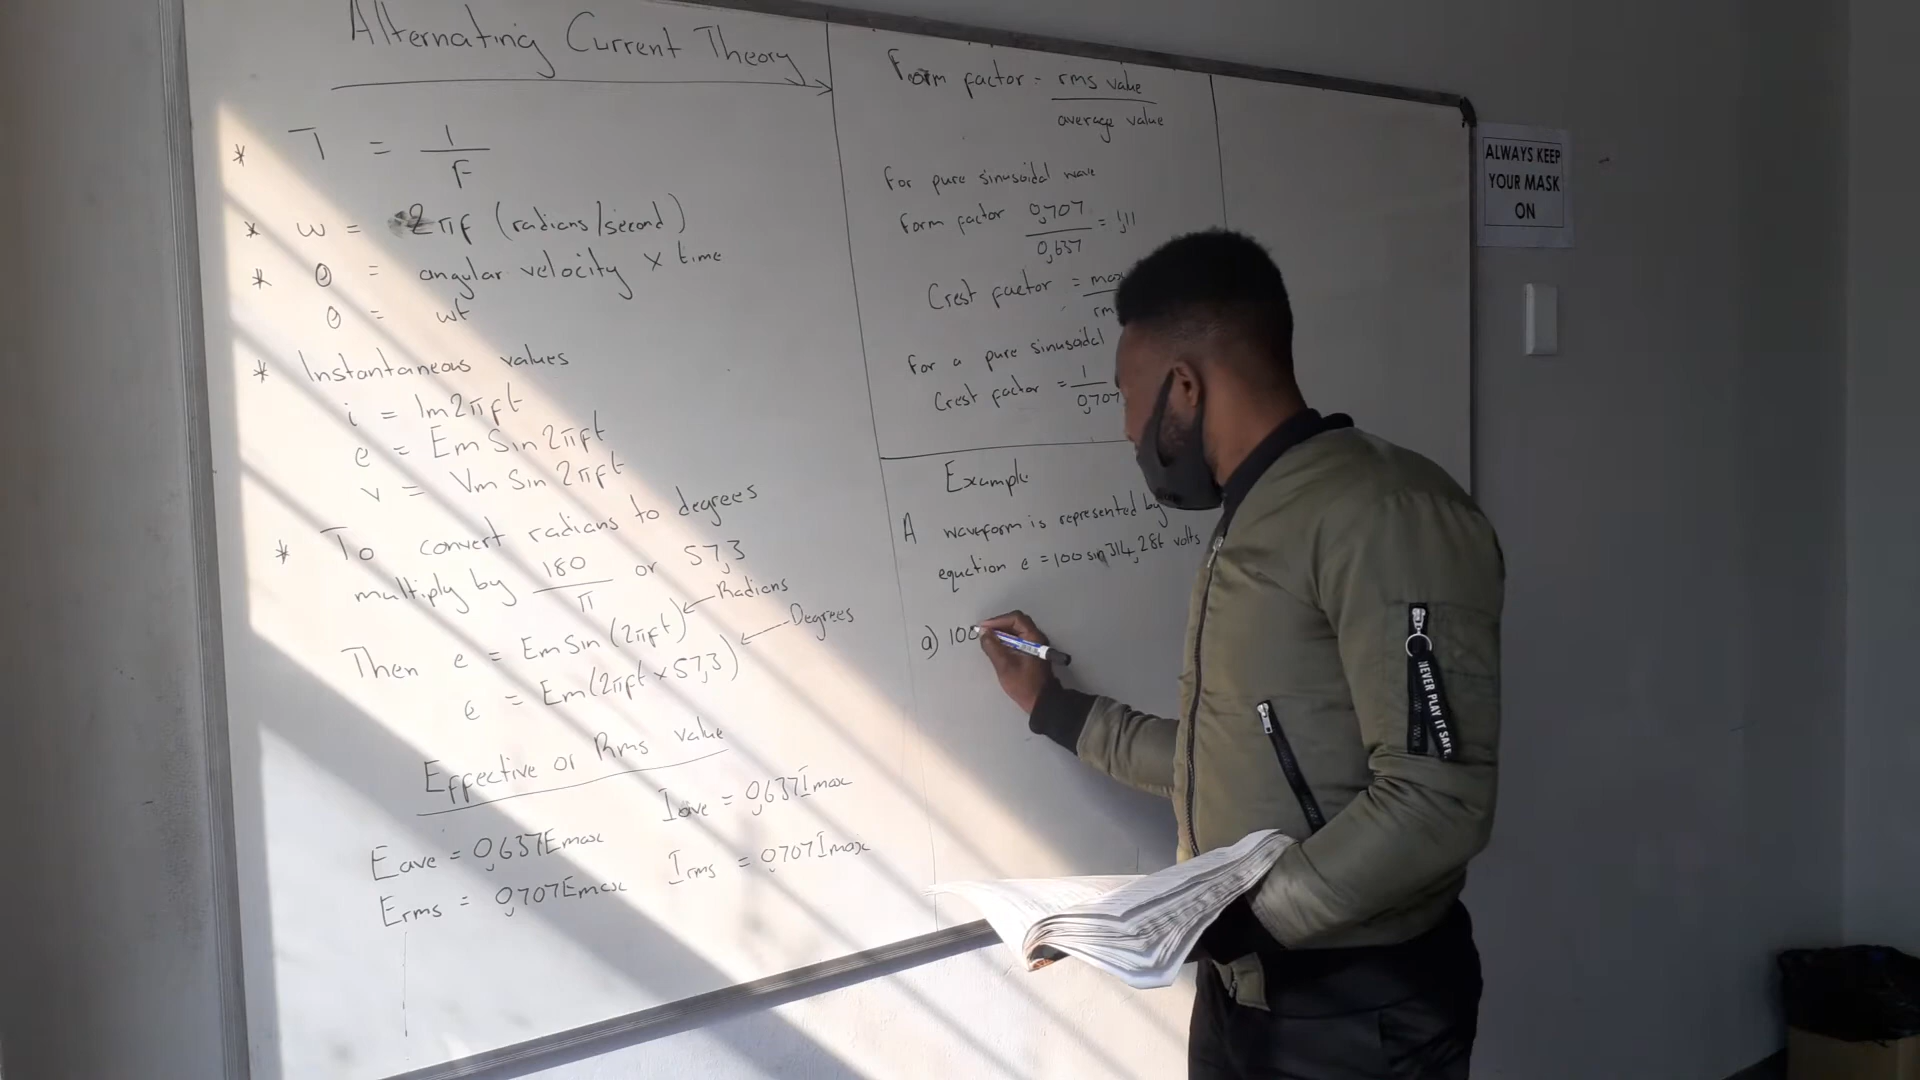 Alternating Current Theory
* T = 1/F
* w = 2πf (radians/second)
* θ = angular velocity × time
θ = wt
* Instantaneous values
i = Im2πft
e = Em Sin 2πft
v = Vm Sin 2πft
* To convert radians to degrees
multiply by 180/π or 57,3
Then e = EmSin(2πft) ← Radians
e = Em(2πft × 57,3) ← Degrees
Effective or Rms value
Eave = 0,637Emax
Erms = 0,707Emax
Iave = 0,637Imax
Irms = 0,707Imax
Form factor = rms value / average value
For pure sinusoidal wave
Form factor 0,707 / 0,637 = 1,11
Crest factor = max / rm
For a pure sinusoidal
Crest factor = 1 / 0,707
Example
A waveform is represented by
equation e = 100 sin 314,28t volts
a) 100
ALWAYS KEEP
YOUR MASK
ON
NEVER PLAY IT SAFE